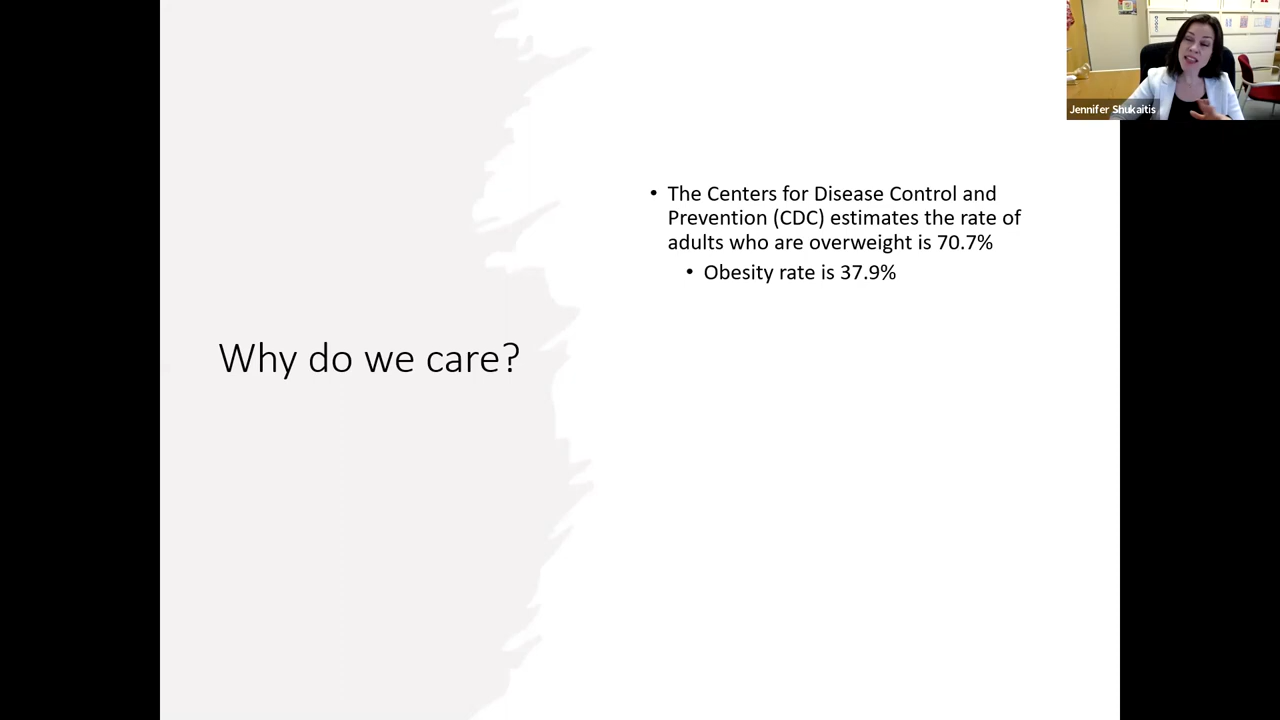 Jennifer Shukaitis
• The Centers for Disease Control and
Prevention (CDC) estimates the rate of
adults who are overweight is 70.7%
• Obesity rate is 37.9%
Why do we care?